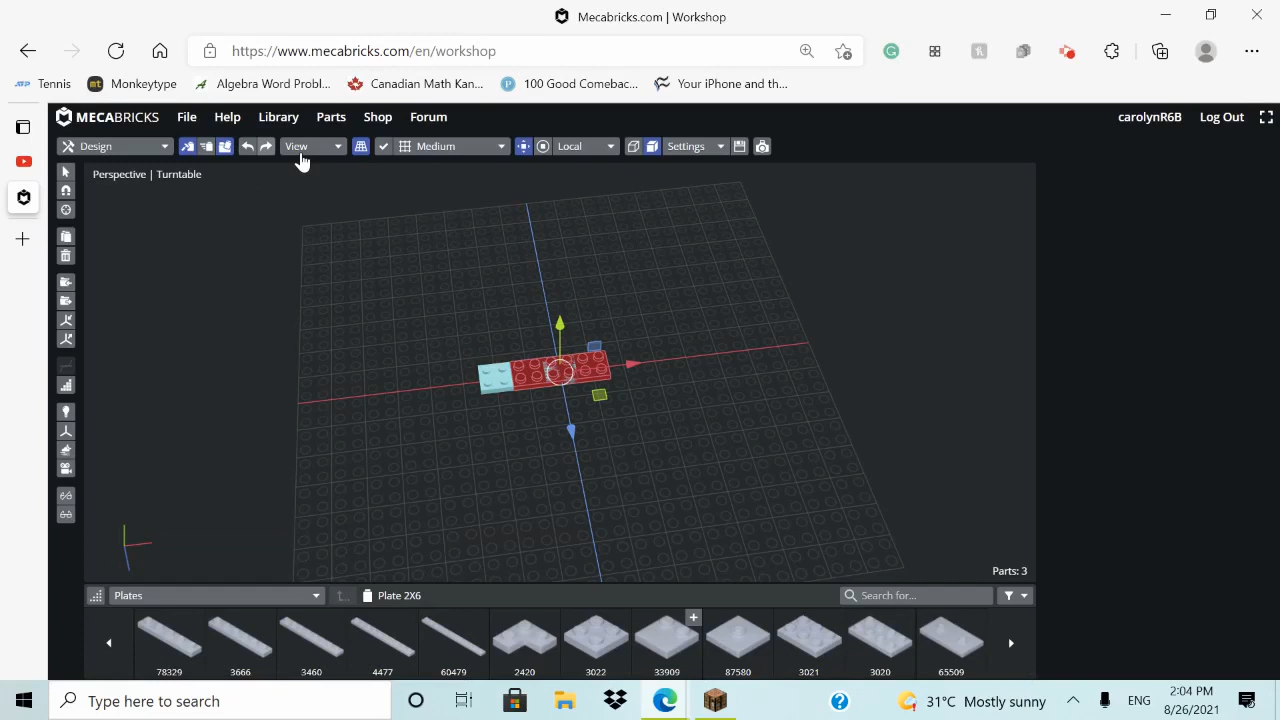 Mecabricks.com | Workshop
https://www.mecabricks.com/en/workshop
ATP Tennis
mt Monkeytype
Algebra Word Probl...
Canadian Math Kan...
P 100 Good Comebac...
Your iPhone and th...
MECABRICKS File Help Library Parts Shop Forum carolynR6B Log Out
Design View Medium Local Settings
Perspective | Turntable
Parts: 3
Plates Plate 2X6 Search for...
78329 3666 3460 4477 60479 2420 3022 33909 87580 3021 3020 65509
Type here to search
31°C Mostly sunny
ENG
2:04 PM
8/26/2021